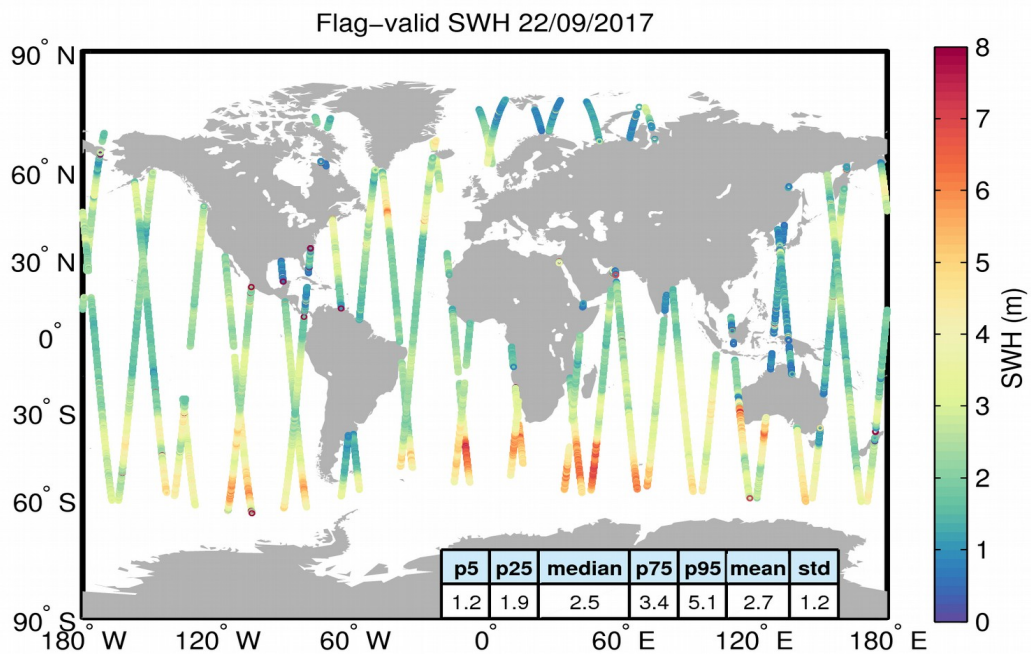 Flag−valid SWH 22/09/2017
90° N
60° N
30° N
0°
30° S
60° S
90° S
180° W
120° W
60° W
0°
60° E
120° E
180° E
8
7
6
5
4
3
2
1
0
SWH (m)
p5 p25 median p75 p95 mean std
1.2 1.9 2.5 3.4 5.1 2.7 1.2